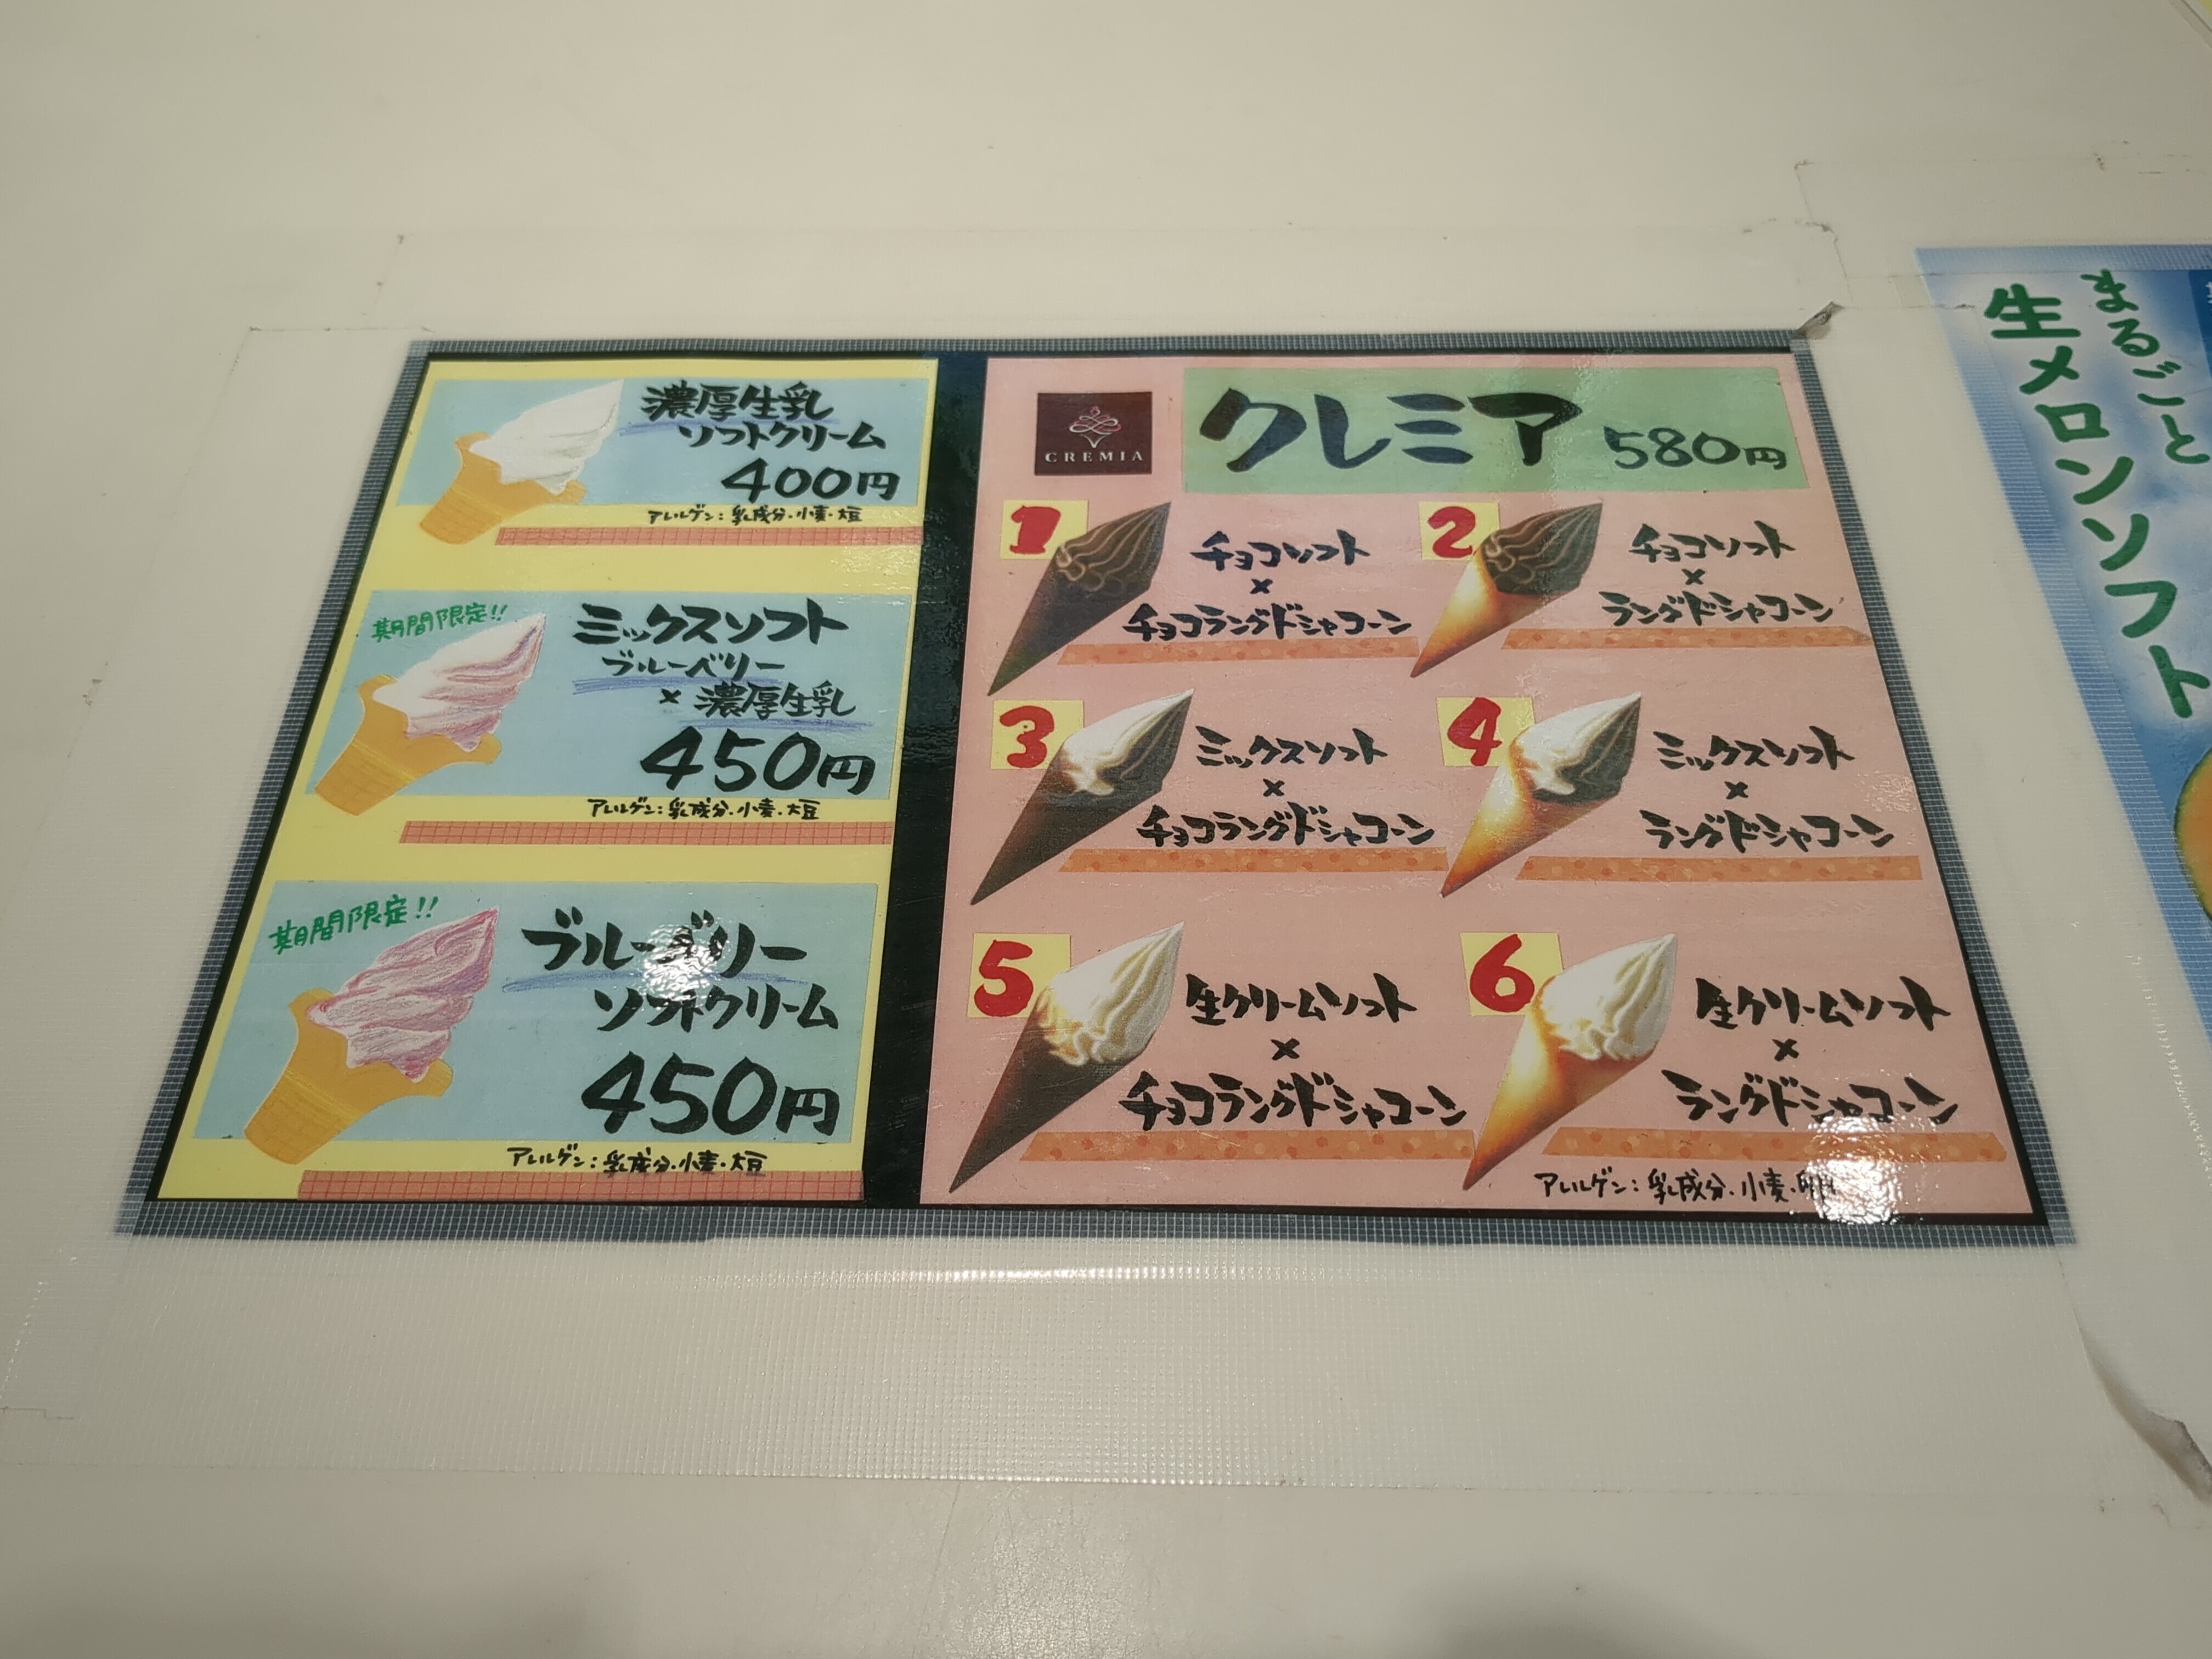 濃厚生乳
ソフトクリーム
400円
アレルゲン:乳成分・小麦・大豆
期間限定!!
ミックスソフト
ブルーベリー
×濃厚生乳
450円
アレルゲン:乳成分・小麦・大豆
期間限定!!
ブルーベリー
ソフトクリーム
450円
アレルゲン:乳成分・小麦・大豆
CREMIA
クレミア 580円
1
チョコソフト
×
チョコラングドシャコーン
2
チョコソフト
×
ラングドシャコーン
3
ミックスソフト
×
チョコラングドシャコーン
4
ミックスソフト
×
ラングドシャコーン
5
生クリームソフト
×
チョコラングドシャコーン
6
生クリームソフト
×
ラングドシャコーン
アレルゲン:乳成分・小麦・卵
まるごと
生メロンソフト